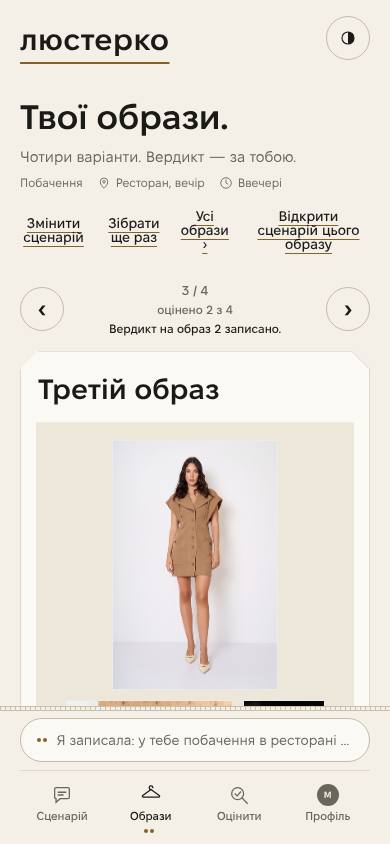 люстерко
Твої образи.
Чотири варіанти. Вердикт — за тобою.
Побачення Ресторан, вечір Ввечері
Змінити
сценарій
Зібрати
ще раз
Усі
образи
›
Відкрити
сценарій цього
образу
‹
3 / 4
оцінено 2 з 4
Вердикт на образ 2 записано.
›
Третій образ
Я записала: у тебе побачення в ресторані ...
Сценарій
Образи
Оцінити
М
Профіль